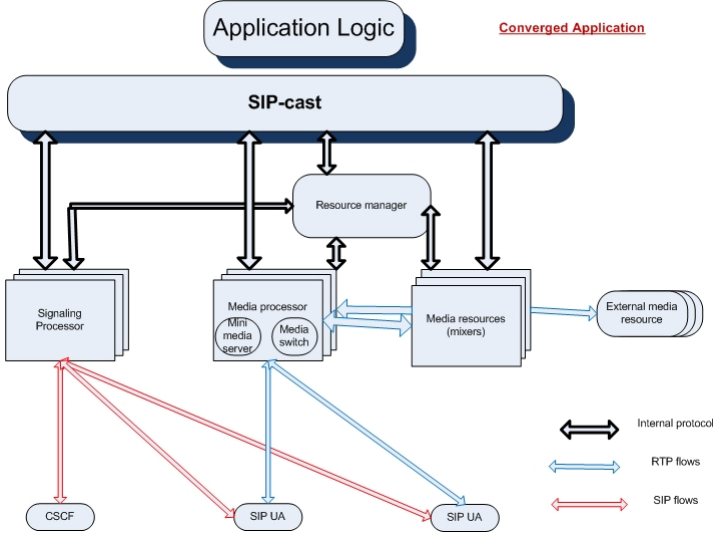 Application Logic
Converged Application
SIP-cast
Resource manager
Signaling
Processor
Media processor
Mini
media
server
Media
switch
Media resources
(mixers)
External media
resource
Internal protocol
RTP flows
SIP flows
CSCF
SIP UA
SIP UA